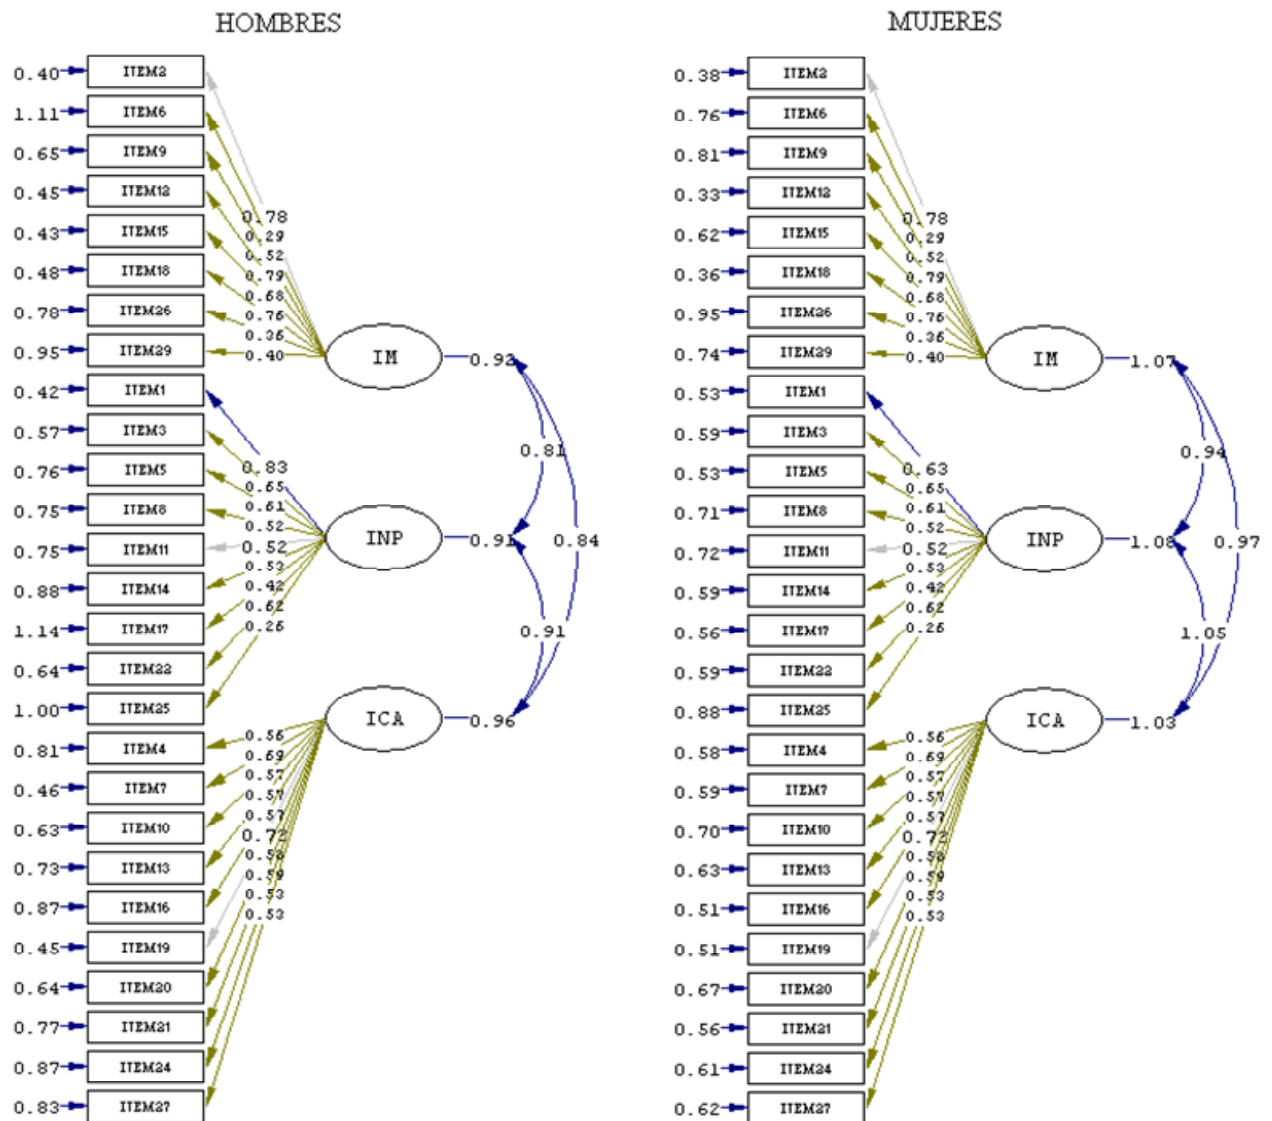 HOMBRES
0.40 ITEM2
1.11 ITEM6
0.65 ITEM9
0.45 ITEM12
0.43 ITEM15
0.48 ITEM18
0.78 ITEM26
0.95 ITEM29
0.42 ITEM1
0.57 ITEM3
0.76 ITEM5
0.75 ITEM8
0.75 ITEM11
0.88 ITEM14
1.14 ITEM17
0.64 ITEM22
1.00 ITEM25
0.81 ITEM4
0.46 ITEM7
0.63 ITEM10
0.73 ITEM13
0.87 ITEM16
0.45 ITEM19
0.64 ITEM20
0.77 ITEM21
0.87 ITEM24
0.83 ITEM27
0.78
0.29
0.52
0.79
0.68
0.76
0.36
0.40
0.83
0.65
0.61
0.52
0.52
0.53
0.42
0.62
0.26
0.56
0.69
0.57
0.57
0.57
0.72
0.58
0.59
0.53
0.53
IM 0.92
INP 0.91
ICA 0.96
0.81
0.84
0.91
MUJERES
0.38 ITEM2
0.76 ITEM6
0.81 ITEM9
0.33 ITEM12
0.62 ITEM15
0.36 ITEM18
0.95 ITEM26
0.74 ITEM29
0.53 ITEM1
0.59 ITEM3
0.53 ITEM5
0.71 ITEM8
0.72 ITEM11
0.59 ITEM14
0.56 ITEM17
0.59 ITEM22
0.88 ITEM25
0.58 ITEM4
0.59 ITEM7
0.70 ITEM10
0.63 ITEM13
0.51 ITEM16
0.51 ITEM19
0.67 ITEM20
0.56 ITEM21
0.61 ITEM24
0.62 ITEM27
0.78
0.29
0.52
0.79
0.68
0.76
0.36
0.40
0.63
0.65
0.61
0.52
0.52
0.53
0.42
0.62
0.26
0.56
0.69
0.57
0.57
0.57
0.72
0.58
0.59
0.53
0.53
IM 1.07
INP 1.08
ICA 1.03
0.94
0.97
1.05